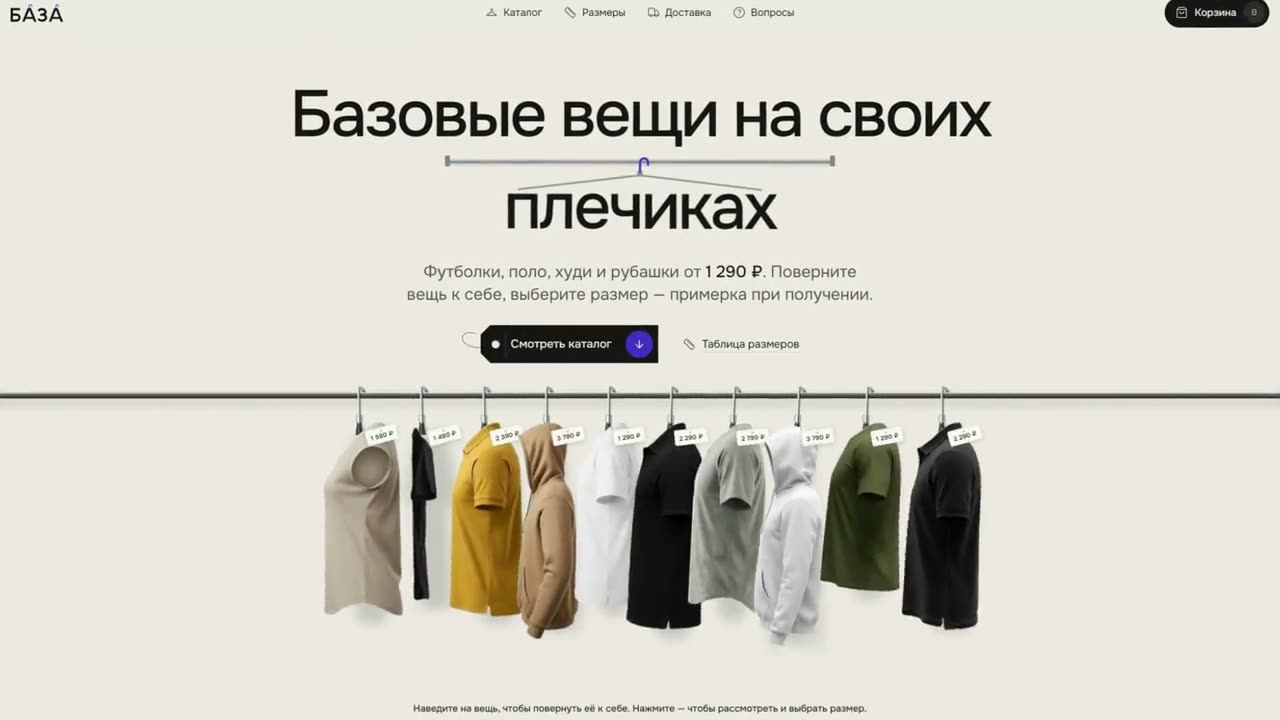 БАЗА
Каталог
Размеры
Доставка
Вопросы
Корзина 0
Базовые вещи на своих
плечиках
Футболки, поло, худи и рубашки от 1 290 ₽. Поверните
вещь к себе, выберите размер — примерка при получении.
Смотреть каталог
Таблица размеров
1 590 ₽
1 490 ₽
2 390 ₽
3 790 ₽
1 290 ₽
2 290 ₽
2 790 ₽
3 790 ₽
1 290 ₽
2 290 ₽
Наведите на вещь, чтобы повернуть её к себе. Нажмите — чтобы рассмотреть и выбрать размер.